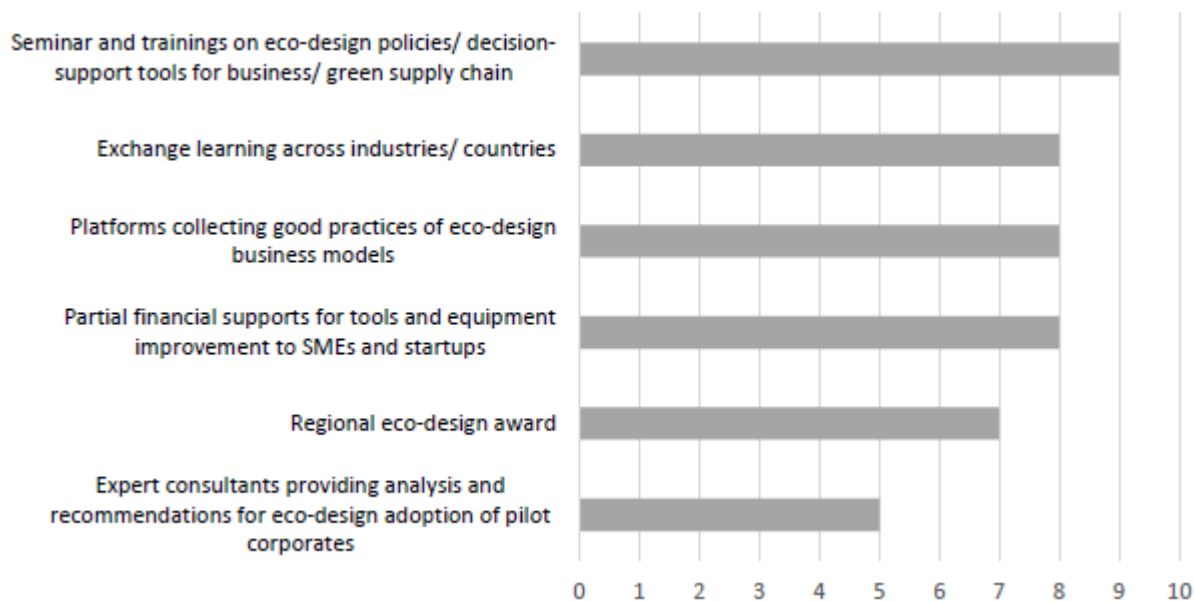 Seminar and trainings on eco-design policies/ decision-
support tools for business/ green supply chain
Exchange learning across industries/ countries
Platforms collecting good practices of eco-design
business models
Partial financial supports for tools and equipment
improvement to SMEs and startups
Regional eco-design award
Expert consultants providing analysis and
recommendations for eco-design adoption of pilot
corporates
0 1 2 3 4 5 6 7 8 9 10